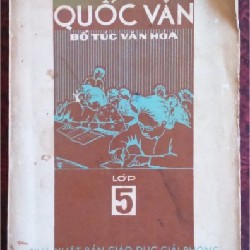 QUỐC VĂN
BỔ TÚC VĂN HÓA
LỚP
5
NHÀ XUẤT BẢN GIÁO DỤC GIẢI PHÓNG